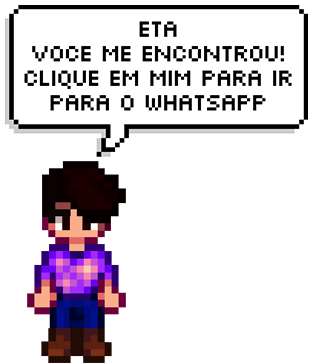 ETA
VOCE ME ENCONTROU!
CLIQUE EM MIM PARA IR
PARA O WHATSAPP